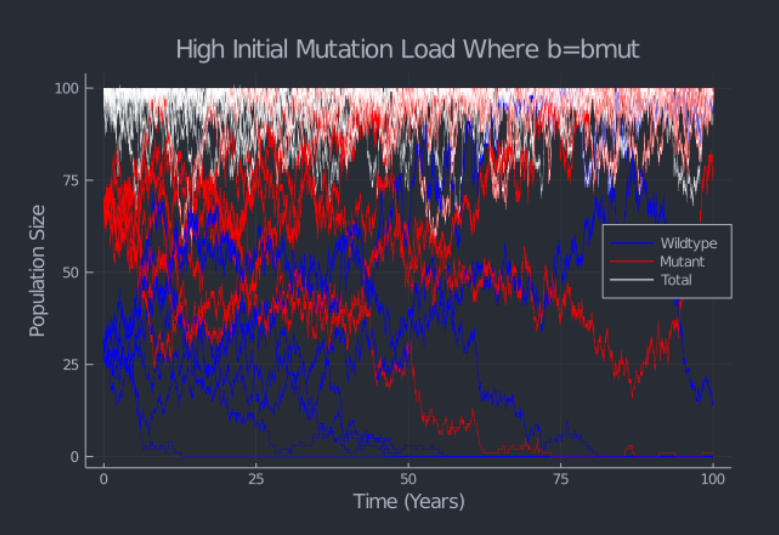 High Initial Mutation Load Where b=bmut
Population Size
100
75
50
25
0
Wildtype
Mutant
Total
0 25 50 75 100
Time (Years)